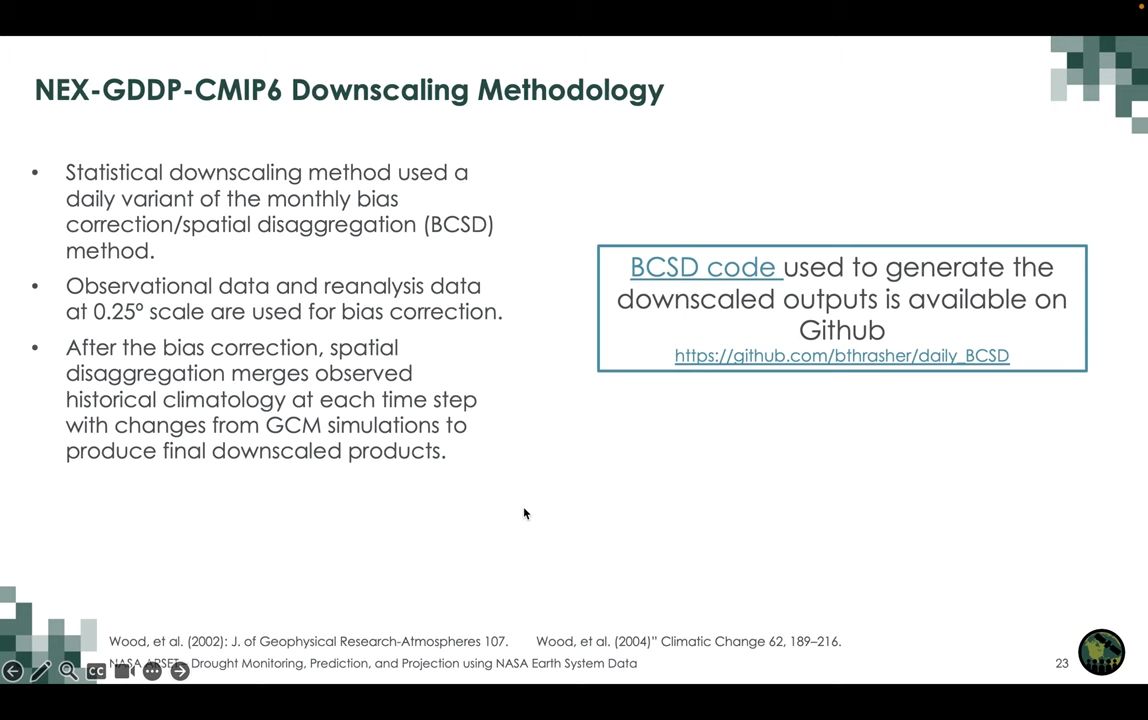 NEX-GDDP-CMIP6 Downscaling Methodology
• Statistical downscaling method used a
daily variant of the monthly bias
correction/spatial disaggregation (BCSD)
method.
• Observational data and reanalysis data
at 0.25º scale are used for bias correction.
• After the bias correction, spatial
disaggregation merges observed
historical climatology at each time step
with changes from GCM simulations to
produce final downscaled products.
BCSD code used to generate the
downscaled outputs is available on
Github
https://github.com/bthrasher/daily_BCSD
Wood, et al. (2002): J. of Geophysical Research-Atmospheres 107. Wood, et al. (2004)" Climatic Change 62, 189–216.
NASA ARSET - Drought Monitoring, Prediction, and Projection using NASA Earth System Data
23
CC